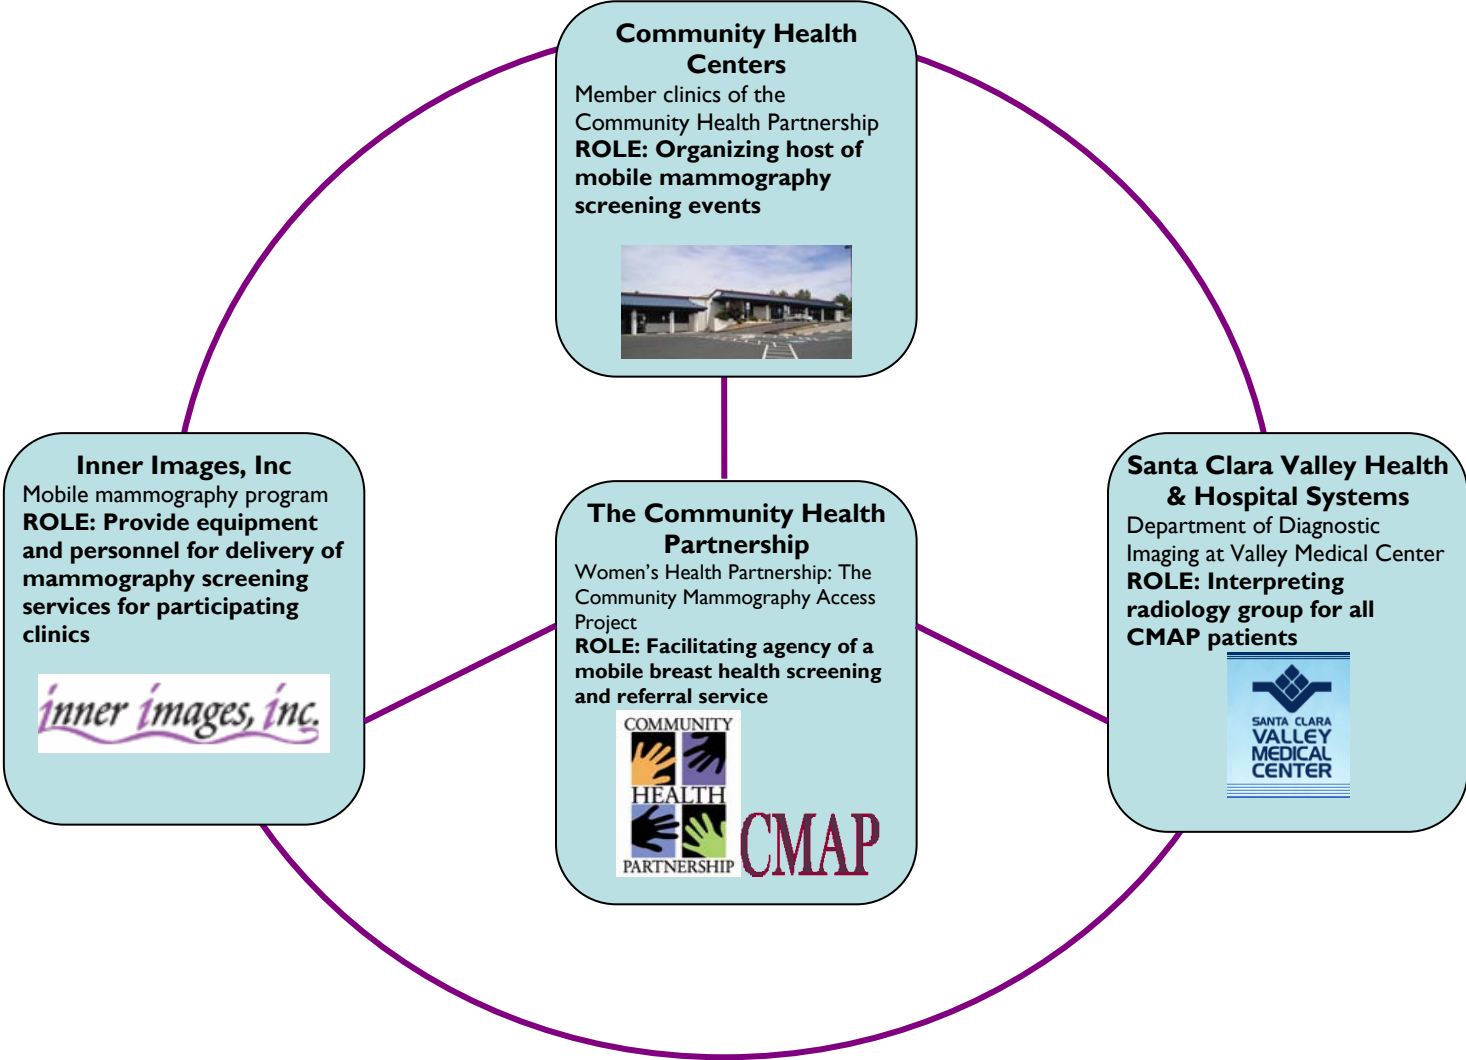 Community Health
Centers
Member clinics of the
Community Health Partnership
ROLE: Organizing host of
mobile mammography
screening events
Inner Images, Inc
Mobile mammography program
ROLE: Provide equipment
and personnel for delivery of
mammography screening
services for participating
clinics
inner images, inc.
The Community Health
Partnership
Women’s Health Partnership: The
Community Mammography Access
Project
ROLE: Facilitating agency of a
mobile breast health screening
and referral service
COMMUNITY
HEALTH
PARTNERSHIP
CMAP
Santa Clara Valley Health
& Hospital Systems
Department of Diagnostic
Imaging at Valley Medical Center
ROLE: Interpreting
radiology group for all
CMAP patients
SANTA CLARA
VALLEY
MEDICAL
CENTER